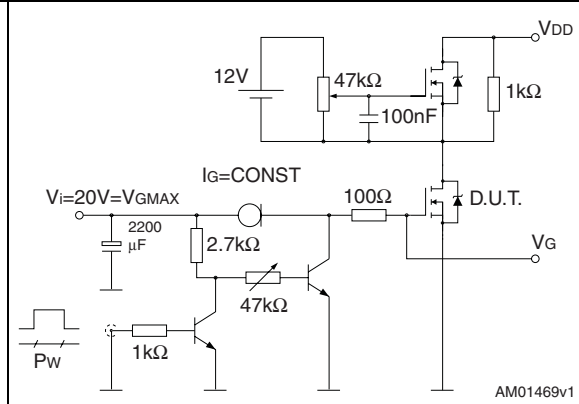 VDD
12V
47kΩ
1kΩ
100nF
IG=CONST
Vi=20V=VGMAX
100Ω
D.U.T.
2200
μF
2.7kΩ
VG
47kΩ
1kΩ
PW
AM01469v1